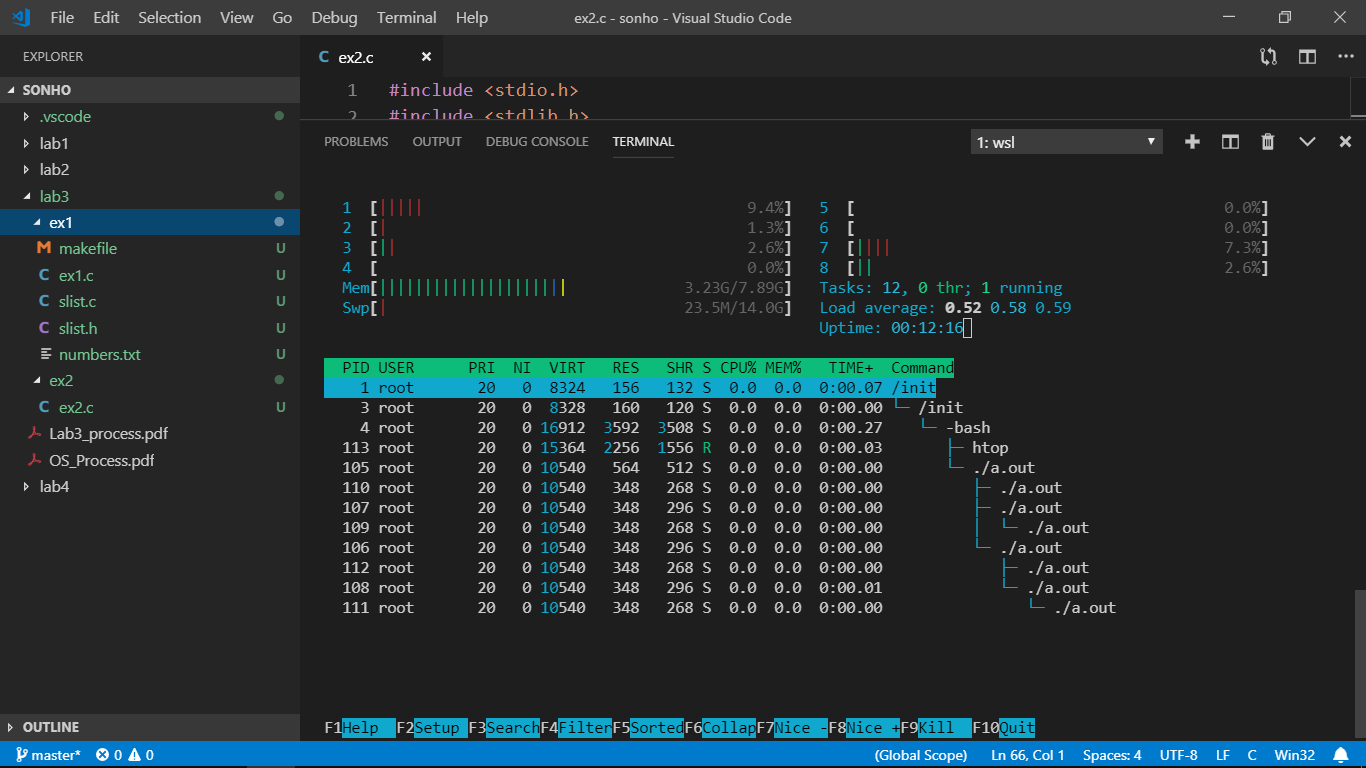 File Edit Selection View Go Debug Terminal Help ex2.c - sonho - Visual Studio Code
EXPLORER
SONHO
.vscode
lab1
lab2
lab3
ex1
makefile U
ex1.c U
slist.c U
slist.h U
numbers.txt U
ex2
ex2.c U
Lab3_process.pdf
OS_Process.pdf
lab4
OUTLINE
ex2.c
1 #include <stdio.h>
2 #include <stdlib.h>
PROBLEMS OUTPUT DEBUG CONSOLE TERMINAL 1: wsl
1 [||||| 9.4%] 5 [ 0.0%]
2 [| 1.3%] 6 [ 0.0%]
3 [|| 2.6%] 7 [|||| 7.3%]
4 [ 0.0%] 8 [|| 2.6%]
Mem[||||||||||||||||||||| 3.23G/7.89G] Tasks: 12, 0 thr; 1 running
Swp[| 23.5M/14.0G] Load average: 0.52 0.58 0.59
Uptime: 00:12:16
PID USER PRI NI VIRT RES SHR S CPU% MEM% TIME+ Command
1 root 20 0 8324 156 132 S 0.0 0.0 0:00.07 /init
3 root 20 0 8328 160 120 S 0.0 0.0 0:00.00 └─ /init
4 root 20 0 16912 3592 3508 S 0.0 0.0 0:00.27 └─ -bash
113 root 20 0 15364 2256 1556 R 0.0 0.0 0:00.03 ├─ htop
105 root 20 0 10540 564 512 S 0.0 0.0 0:00.00 └─ ./a.out
110 root 20 0 10540 348 268 S 0.0 0.0 0:00.00 ├─ ./a.out
107 root 20 0 10540 348 296 S 0.0 0.0 0:00.00 ├─ ./a.out
109 root 20 0 10540 348 268 S 0.0 0.0 0:00.00 │ └─ ./a.out
106 root 20 0 10540 348 296 S 0.0 0.0 0:00.00 └─ ./a.out
112 root 20 0 10540 348 268 S 0.0 0.0 0:00.00 ├─ ./a.out
108 root 20 0 10540 348 296 S 0.0 0.0 0:00.01 └─ ./a.out
111 root 20 0 10540 348 268 S 0.0 0.0 0:00.00 └─ ./a.out
F1Help F2Setup F3SearchF4FilterF5SortedF6CollapF7Nice -F8Nice +F9Kill F10Quit
master* 0 0 (Global Scope) Ln 66, Col 1 Spaces: 4 UTF-8 LF C Win32